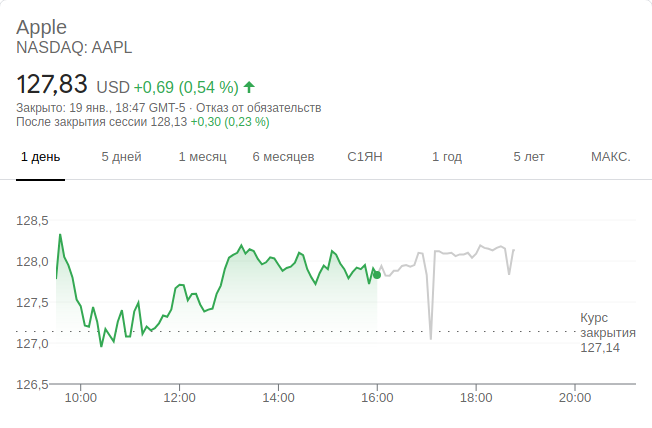 Apple
NASDAQ: AAPL
127,83 USD +0,69 (0,54 %)
Закрыто: 19 янв., 18:47 GMT-5 · Отказ от обязательств
После закрытия сессии 128,13 +0,30 (0,23 %)
1 день 5 дней 1 месяц 6 месяцев С1ЯН 1 год 5 лет МАКС.
128,5
128,0
127,5
127,0
126,5
Курс
закрытия
127,14
10:00 12:00 14:00 16:00 18:00 20:00